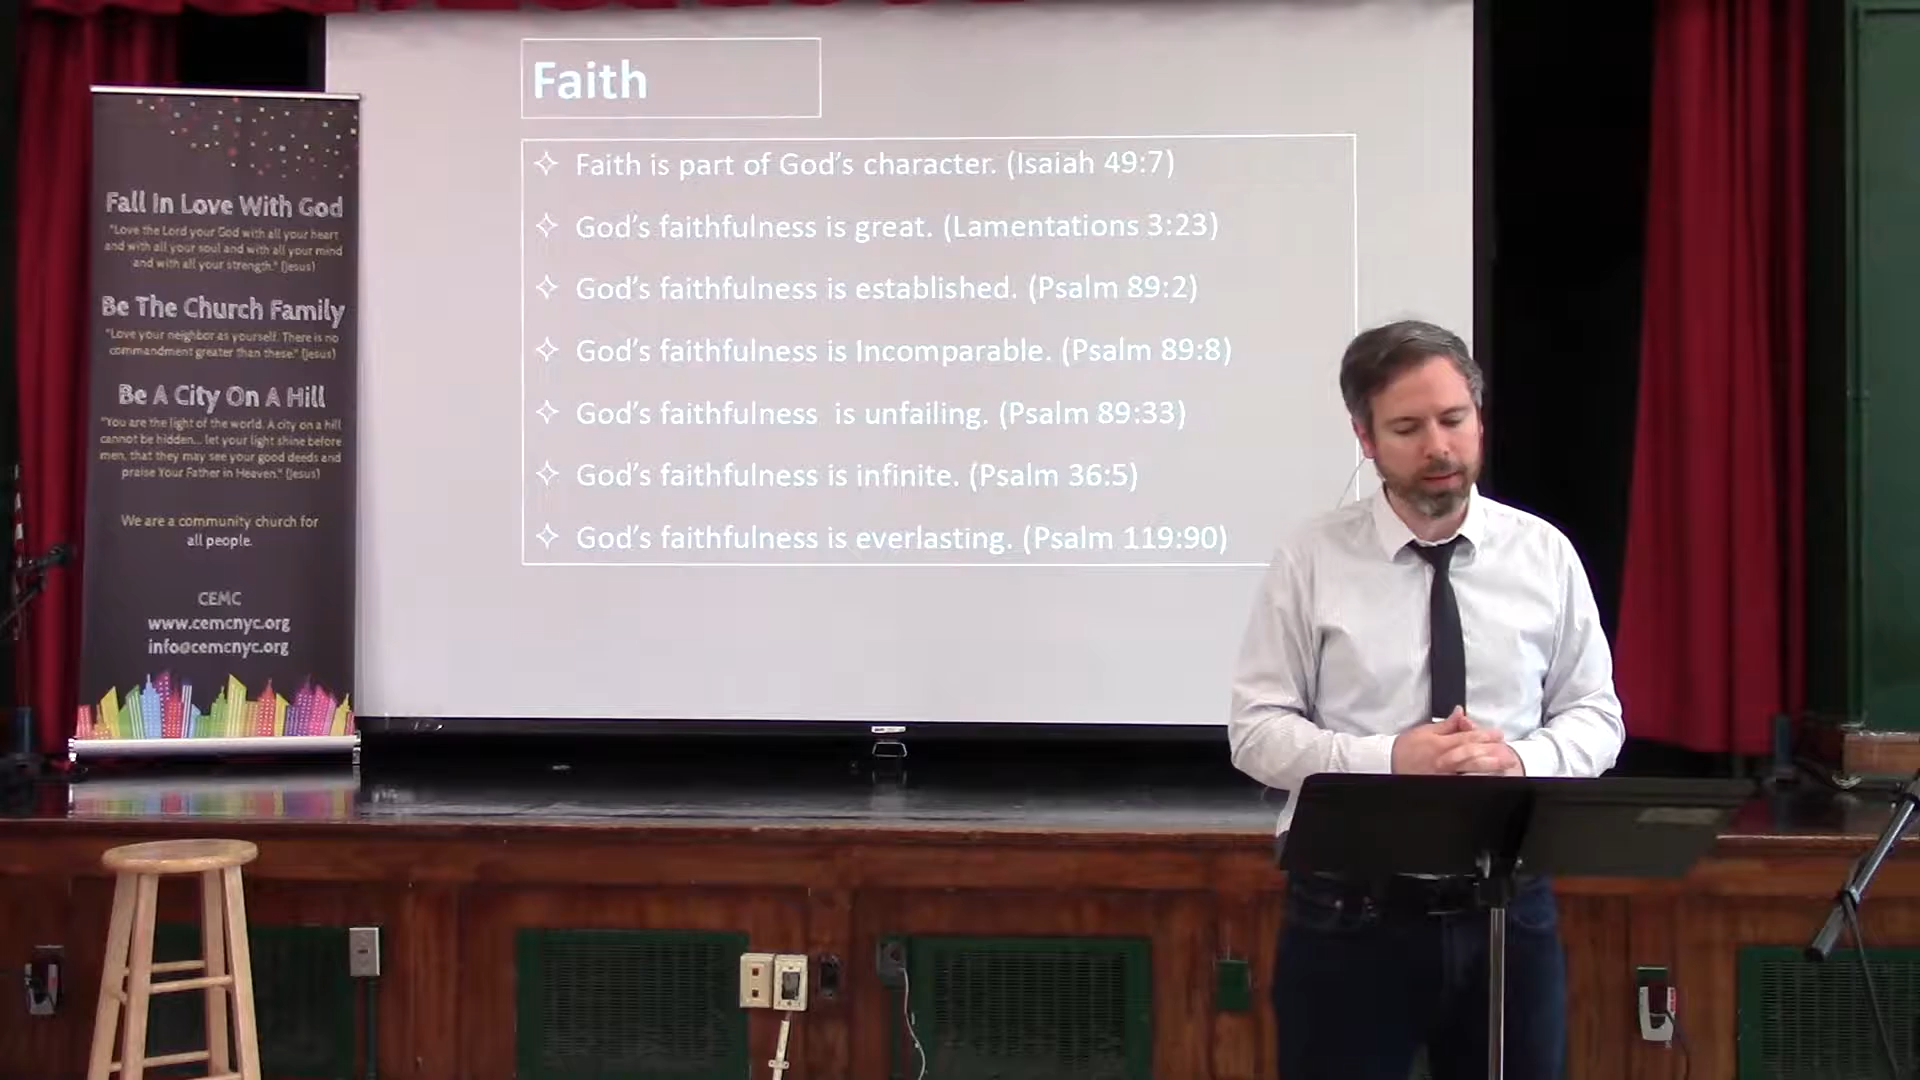 Faith
Faith is part of God's character. (Isaiah 49:7)
God's faithfulness is great. (Lamentations 3:23)
God's faithfulness is established. (Psalm 89:2)
God's faithfulness is Incomparable. (Psalm 89:8)
God's faithfulness  is unfailing. (Psalm 89:33)
God's faithfulness is infinite. (Psalm 36:5)
God's faithfulness is everlasting. (Psalm 119:90)
Fall In Love With God
"Love the Lord your God with all your heart
and with all your soul and with all your mind
and with all your strength." (Jesus)
Be The Church Family
"Love your neighbor as yourself. There is no
commandment greater than these." (Jesus)
Be A City On A Hill
"You are the light of the world. A city on a hill
cannot be hidden... let your light shine before
men, that they may see your good deeds and
praise Your Father in Heaven." (Jesus)
We are a community church for
all people.
CEMC
www.cemcnyc.org
info@cemcnyc.org